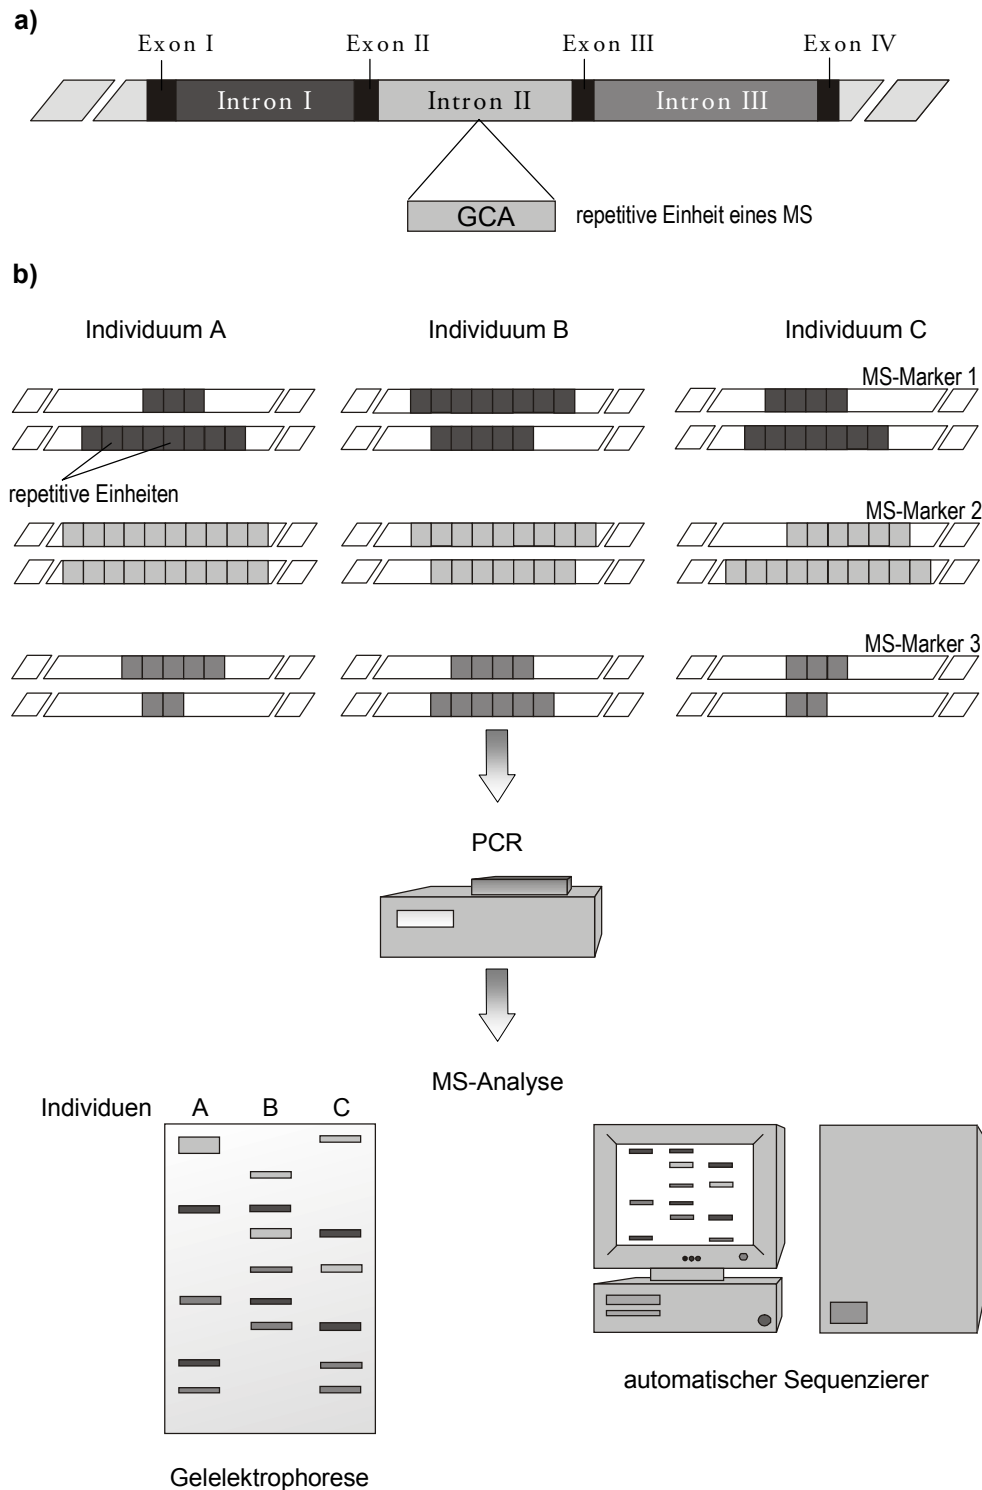 a)
Exon I Exon II Exon III Exon IV
Intron I Intron II Intron III
GCA repetitive Einheit eines MS
b)
Individuum A Individuum B Individuum C
MS-Marker 1
repetitive Einheiten
MS-Marker 2
MS-Marker 3
PCR
MS-Analyse
Individuen A B C
automatischer Sequenzierer
Gelelektrophorese